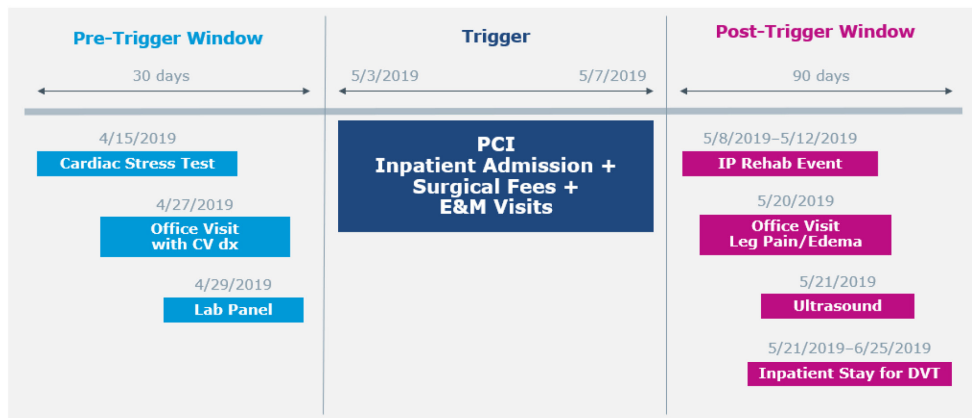 Pre-Trigger Window
Trigger
Post-Trigger Window
30 days
5/3/2019
5/7/2019
90 days
4/15/2019
Cardiac Stress Test
4/27/2019
Office Visit
with CV dx
4/29/2019
Lab Panel
PCI
Inpatient Admission +
Surgical Fees +
E&M Visits
5/8/2019–5/12/2019
IP Rehab Event
5/20/2019
Office Visit
Leg Pain/Edema
5/21/2019
Ultrasound
5/21/2019–6/25/2019
Inpatient Stay for DVT